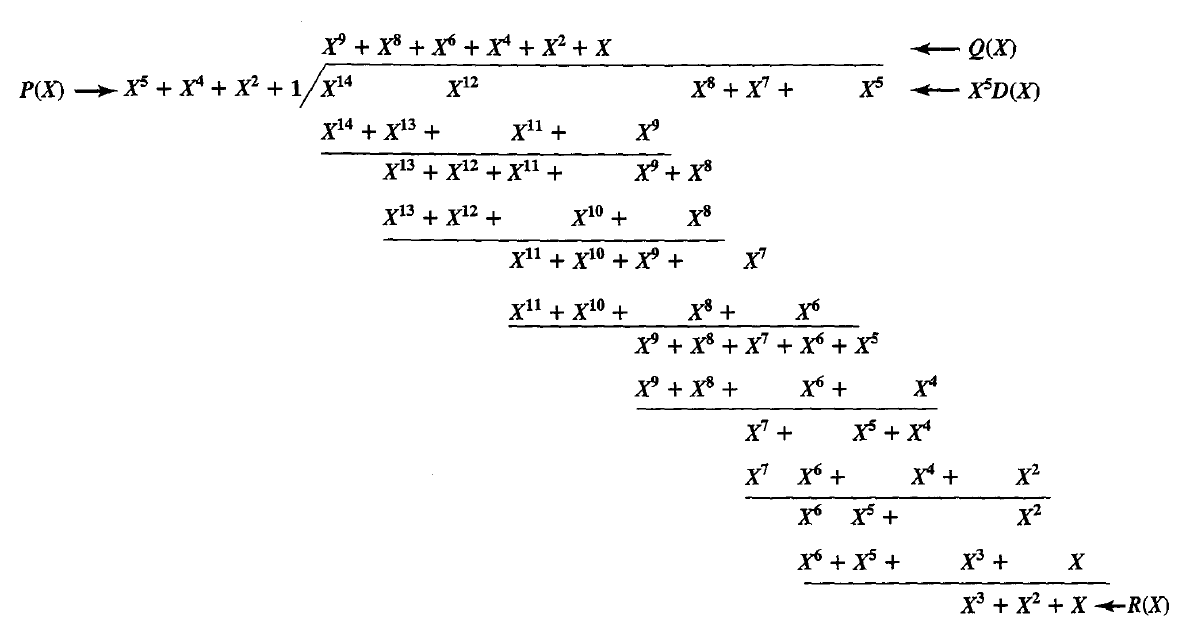 X⁹ + X⁸ + X⁶ + X⁴ + X² + X ← Q(X)
P(X) → X⁵ + X⁴ + X² + 1 / X¹⁴ X¹² X⁸ + X⁷ + X⁵ ← X⁵D(X)
X¹⁴ + X¹³ + X¹¹ + X⁹
X¹³ + X¹² + X¹¹ + X⁹ + X⁸
X¹³ + X¹² + X¹⁰ + X⁸
X¹¹ + X¹⁰ + X⁹ + X⁷
X¹¹ + X¹⁰ + X⁸ + X⁶
X⁹ + X⁸ + X⁷ + X⁶ + X⁵
X⁹ + X⁸ + X⁶ + X⁴
X⁷ + X⁵ + X⁴
X⁷ X⁶ + X⁴ + X²
X⁶ X⁵ + X²
X⁶ + X⁵ + X³ + X
X³ + X² + X ← R(X)